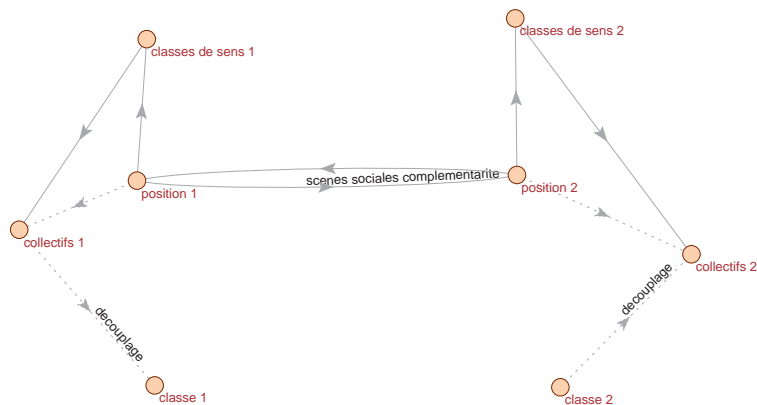 classes de sens 1
classes de sens 2
scenes sociales complementarite
position 1
position 2
collectifs 1
collectifs 2
decouplage
decouplage
classe 1
classe 2